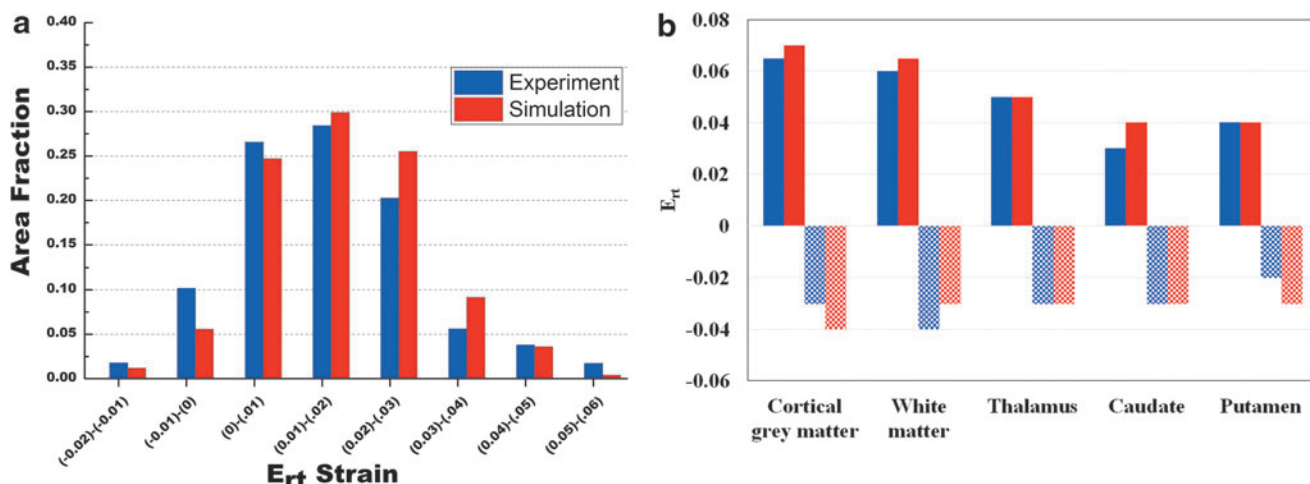 a
0.40
0.35
0.30
0.25
0.20
0.15
0.10
0.05
0.00
Area Fraction
Experiment
Simulation
(-0.02)-(-0.01)
(-0.01)-(0)
(0)-(.01)
(0.01)-(.02)
(0.02)-(.03)
(0.03)-(.04)
(0.04)-(.05)
(0.05)-(.06)
Ert Strain
b
0.08
0.06
0.04
0.02
0
-0.02
-0.04
-0.06
Ert
Cortical
grey matter
White
matter
Thalamus
Caudate
Putamen